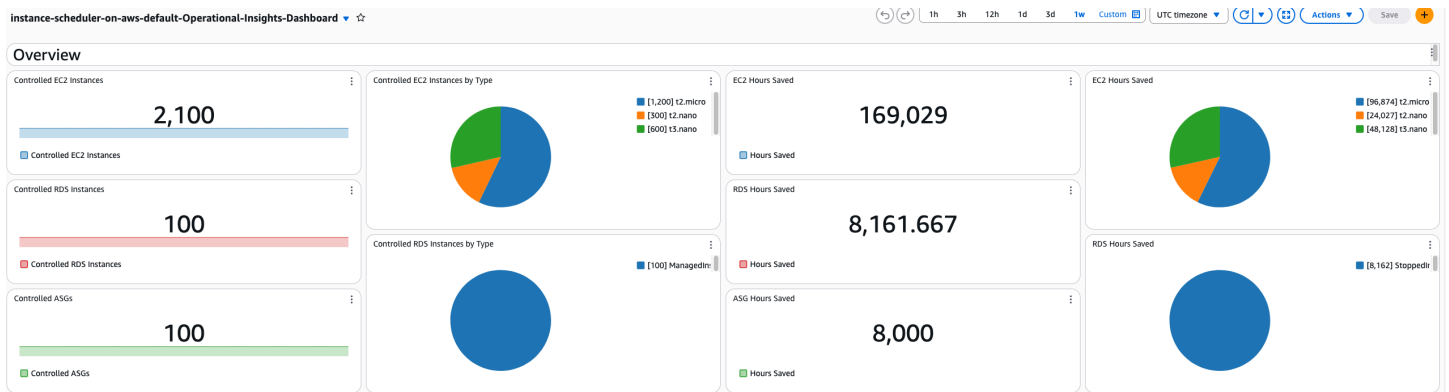 instance-scheduler-on-aws-default-Operational-Insights-Dashboard
1h 3h 12h 1d 3d 1w Custom
UTC timezone
Actions
Save
Overview
Controlled EC2 Instances
2,100
Controlled EC2 Instances
Controlled EC2 Instances by Type
[1,200] t2.micro
[300] t2.nano
[600] t3.nano
EC2 Hours Saved
169,029
Hours Saved
EC2 Hours Saved
[96,874] t2.micro
[24,027] t2.nano
[48,128] t3.nano
Controlled RDS Instances
100
Controlled RDS Instances
Controlled RDS Instances by Type
[100] ManagedIn
RDS Hours Saved
8,161.667
Hours Saved
RDS Hours Saved
[8,162] StoppedI
Controlled ASGs
100
Controlled ASGs
ASG Hours Saved
8,000
Hours Saved